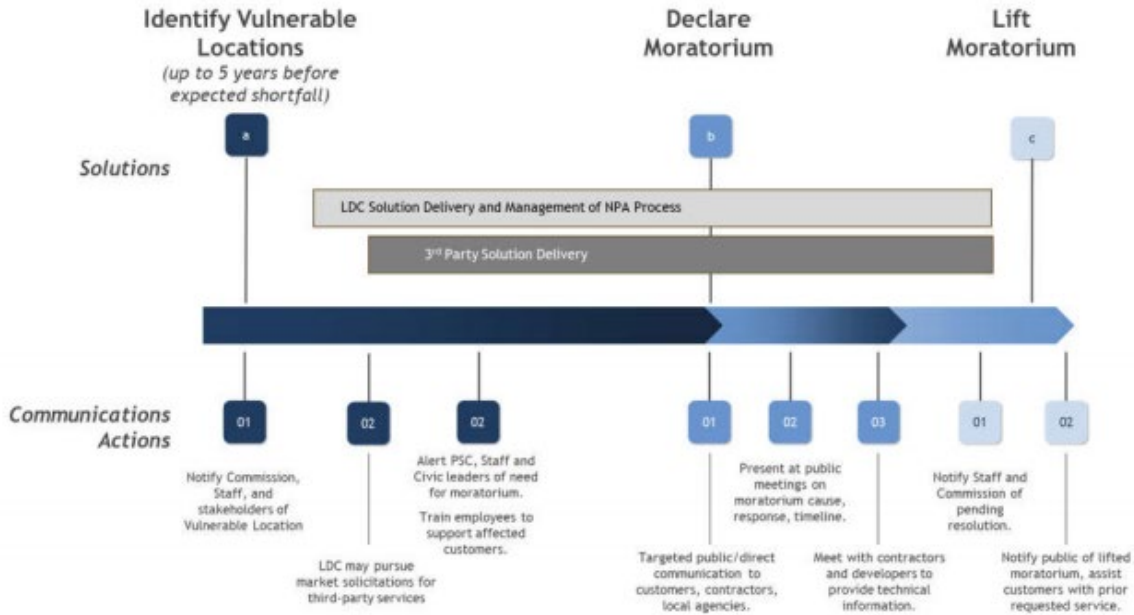 Identify Vulnerable
Locations
(up to 5 years before
expected shortfall)
Declare
Moratorium
Lift
Moratorium
a
b
c
Solutions
LDC Solution Delivery and Management of NPA Process
3rd Party Solution Delivery
Communications
Actions
01
02
02
01
02
03
01
02
Notify Commission,
Staff, and
stakeholders of
Vulnerable Location
LDC may pursue
market solicitations for
third-party services
Alert PSC, Staff and
Civic leaders of need
for moratorium.
Train employees to
support affected
customers.
Targeted public/direct
communication to
customers, contractors,
local agencies.
Present at public
meetings on
moratorium cause,
response, timeline.
Meet with contractors
and developers to
provide technical
information.
Notify Staff and
Commission of
pending
resolution.
Notify public of lifted
moratorium, assist
customers with prior
requested service.